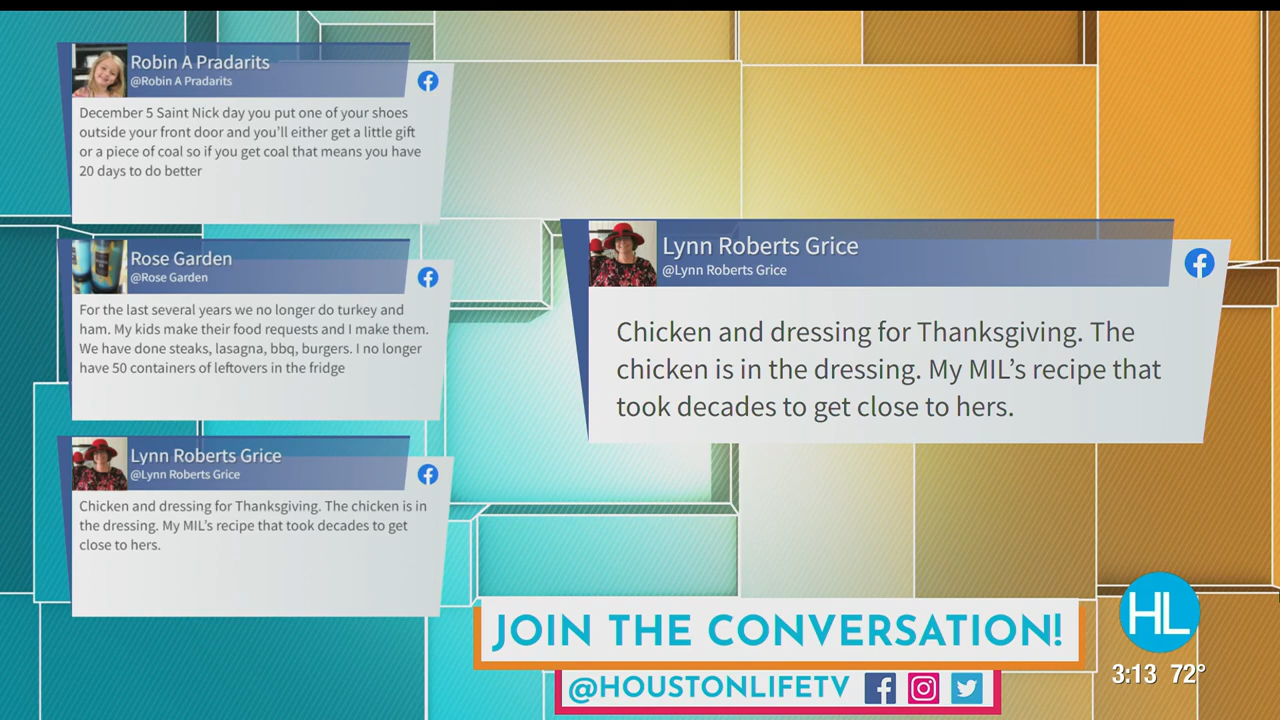 Robin A Pradarits
@Robin A Pradarits
December 5 Saint Nick day you put one of your shoes
outside your front door and you'll either get a little gift
or a piece of coal so if you get coal that means you have
20 days to do better
Rose Garden
@Rose Garden
For the last several years we no longer do turkey and
ham. My kids make their food requests and I make them.
We have done steaks, lasagna, bbq, burgers. I no longer
have 50 containers of leftovers in the fridge
Lynn Roberts Grice
@Lynn Roberts Grice
Chicken and dressing for Thanksgiving. The chicken is in
the dressing. My MIL's recipe that took decades to get
close to hers.
Lynn Roberts Grice
@Lynn Roberts Grice
Chicken and dressing for Thanksgiving. The
chicken is in the dressing. My MIL's recipe that
took decades to get close to hers.
JOIN THE CONVERSATION!
@HOUSTONLIFETV
HL
3:13 72°